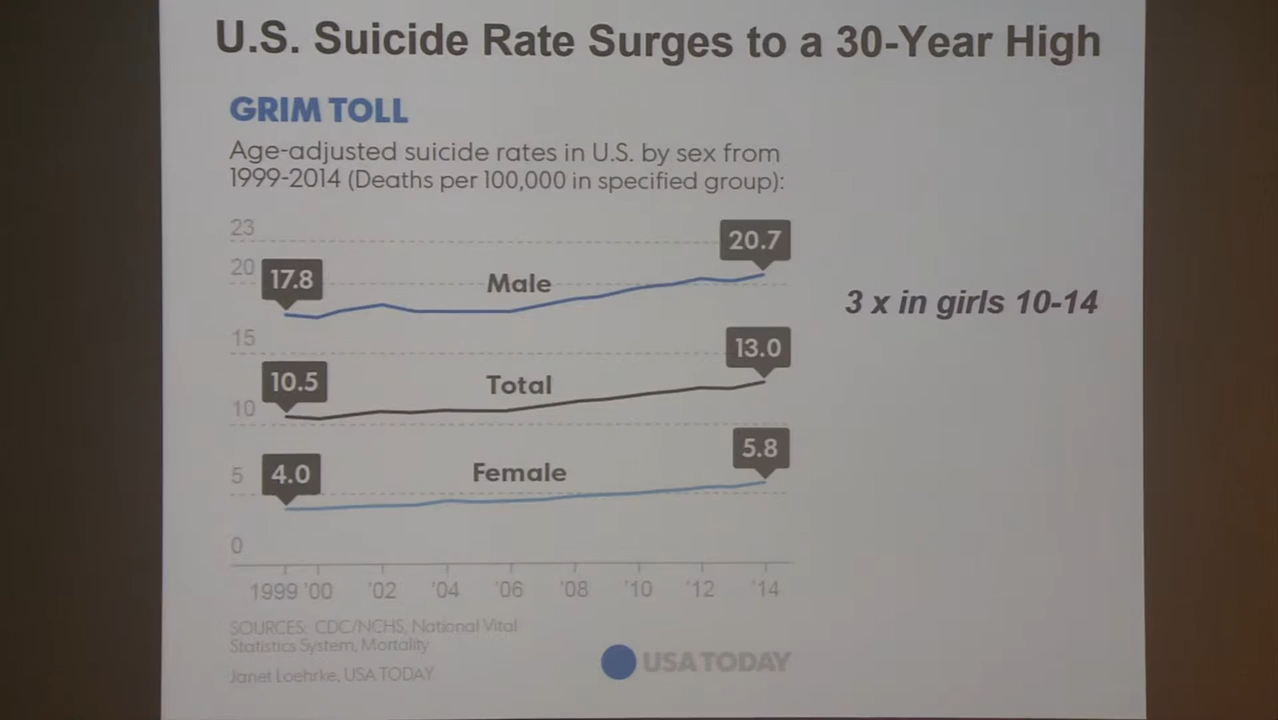 U.S. Suicide Rate Surges to a 30-Year High
GRIM TOLL
Age-adjusted suicide rates in U.S. by sex from
1999-2014 (Deaths per 100,000 in specified group):
23
20.7
20
17.8
Male
3 x in girls 10-14
15
13.0
10.5
Total
10
5.8
5
4.0
Female
0
1999 '00 '02 '04 '06 '08 '10 '12 '14
SOURCES: CDC/NCHS, National Vital
Statistics System, Mortality
Janet Loehrke, USA TODAY
USA TODAY